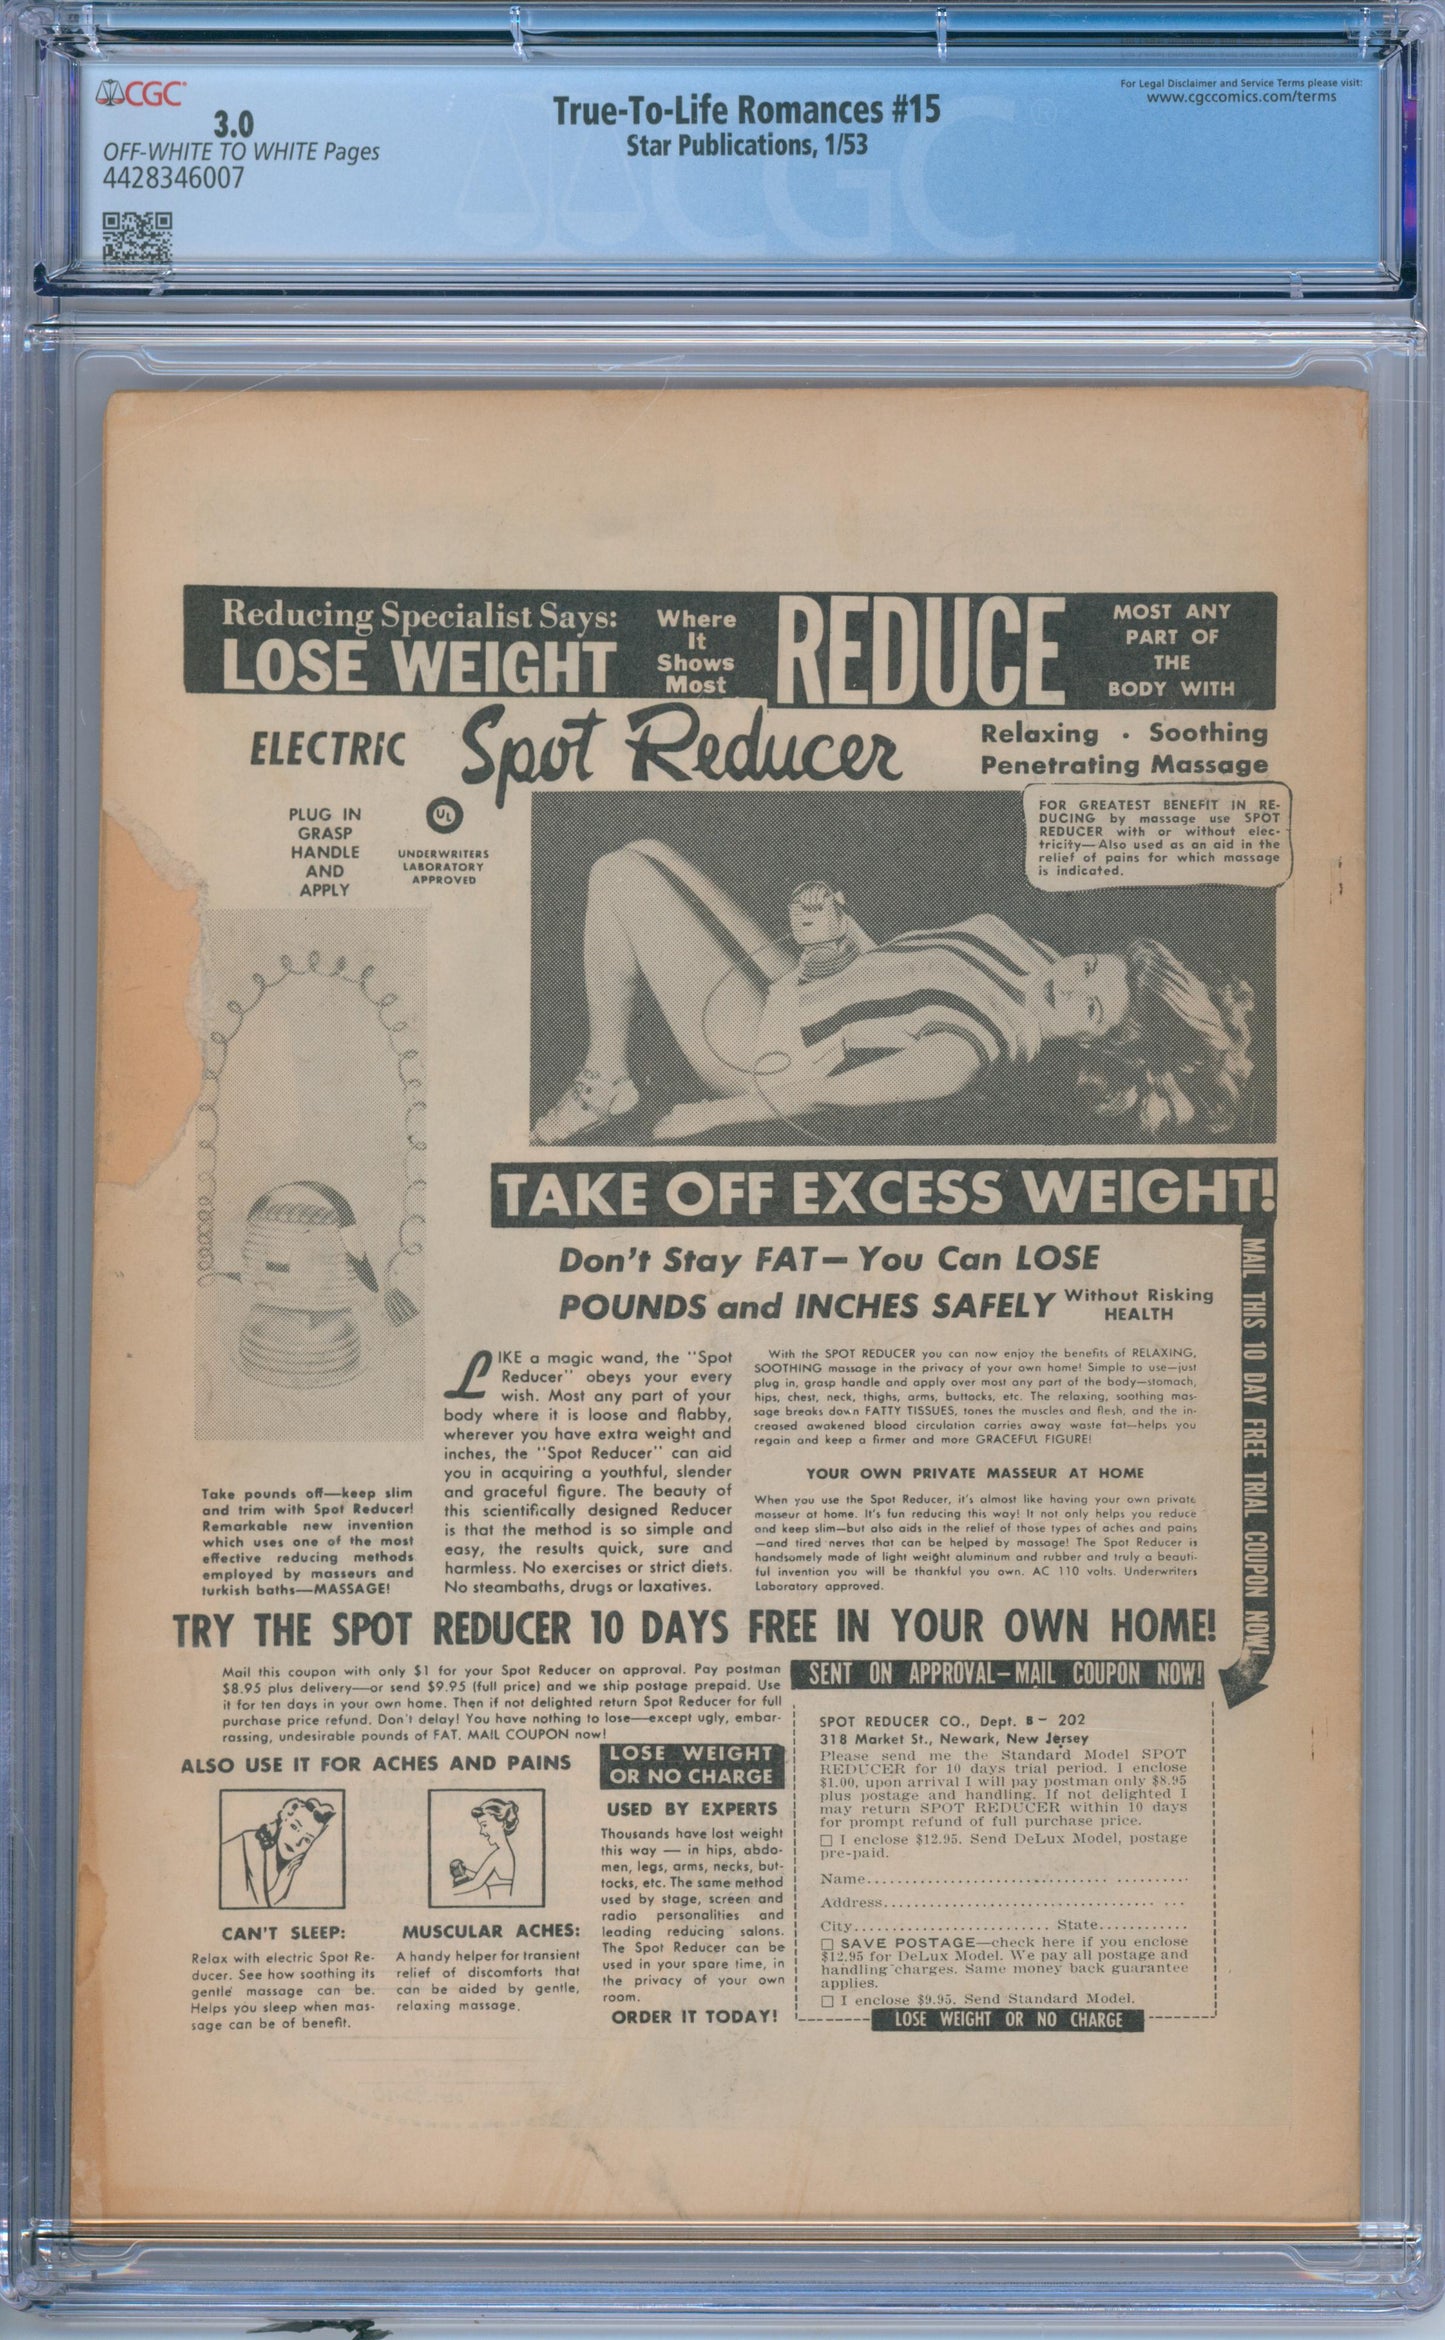 CGC
3.0
OFF-WHITE TO WHITE Pages
4428346007
True-To-Life Romances #15
Star Publications, 1/53
For Legal Disclaimer and Service Terms please visit:
www.cgccomics.com/terms
CGC
Reducing Specialist Says:
LOSE WEIGHT
Where
It
Shows
Most
REDUCE
MOST ANY
PART OF
THE
BODY WITH
ELECTRIC
Spot Reducer
Relaxing • Soothing
Penetrating Massage
PLUG IN
GRASP
HANDLE
AND
APPLY
UL
UNDERWRITERS
LABORATORY
APPROVED
FOR GREATEST BENEFIT IN RE-
DUCING by massage use SPOT
REDUCER with or without elec-
tricity—Also used as an aid in the
relief of pains for which massage
is indicated.
TAKE OFF EXCESS WEIGHT!
Don't Stay FAT— You Can LOSE
POUNDS and INCHES SAFELY Without Risking
HEALTH
MAIL THIS 10 DAY FREE TRIAL COUPON NOW!
Take pounds off—keep slim
and trim with Spot Reducer!
Remarkable new invention
which uses one of the most
effective reducing methods
employed by masseurs and
turkish baths—MASSAGE!
LIKE a magic wand, the "Spot
Reducer" obeys your every
wish. Most any part of your
body where it is loose and flabby,
wherever you have extra weight and
inches, the "Spot Reducer" can aid
you in acquiring a youthful, slender
and graceful figure. The beauty of
this scientifically designed Reducer
is that the method is so simple and
easy, the results quick, sure and
harmless. No exercises or strict diets.
No steambaths, drugs or laxatives.
With the SPOT REDUCER you can now enjoy the benefits of RELAXING,
SOOTHING massage in the privacy of your own home! Simple to use—just
plug in, grasp handle and apply over most any part of the body—stomach,
hips, chest, neck, thighs, arms, buttocks, etc. The relaxing, soothing mas-
sage breaks down FATTY TISSUES, tones the muscles and flesh, and the in-
creased awakened blood circulation carries away waste fat—helps you
regain and keep a firmer and more GRACEFUL FIGURE!
YOUR OWN PRIVATE MASSEUR AT HOME
When you use the Spot Reducer, it's almost like having your own private
masseur at home. It's fun reducing this way! It not only helps you reduce
and keep slim—but also aids in the relief of those types of aches and pains
—and tired nerves that can be helped by massage! The Spot Reducer is
handsomely made of light weight aluminum and rubber and truly a beauti-
ful invention you will be thankful you own. AC 110 volts. Underwriters
Laboratory approved.
TRY THE SPOT REDUCER 10 DAYS FREE IN YOUR OWN HOME!
Mail this coupon with only $1 for your Spot Reducer on approval. Pay postman
$8.95 plus delivery—or send $9.95 (full price) and we ship postage prepaid. Use
it for ten days in your own home. Then if not delighted return Spot Reducer for full
purchase price refund. Don't delay! You have nothing to lose—except ugly, embar-
rassing, undesirable pounds of FAT. MAIL COUPON now!
ALSO USE IT FOR ACHES AND PAINS
CAN'T SLEEP:
Relax with electric Spot Re-
ducer. See how soothing its
gentle massage can be.
Helps you sleep when mas-
sage can be of benefit.
MUSCULAR ACHES:
A handy helper for transient
relief of discomforts that
can be aided by gentle,
relaxing massage.
LOSE WEIGHT
OR NO CHARGE
USED BY EXPERTS
Thousands have lost weight
this way — in hips, abdo-
men, legs, arms, necks, but-
tocks, etc. The same method
used by stage, screen and
radio personalities and
leading reducing salons.
The Spot Reducer can be
used in your spare time, in
the privacy of your own
room.
ORDER IT TODAY!
SENT ON APPROVAL—MAIL COUPON NOW!
SPOT REDUCER CO., Dept. B— 202
318 Market St., Newark, New Jersey
Please send me the Standard Model SPOT
REDUCER for 10 days trial period. I enclose
$1.00, upon arrival I will pay postman only $8.95
plus postage and handling. If not delighted I
may return SPOT REDUCER within 10 days
for prompt refund of full purchase price.
☐ I enclose $12.95. Send DeLux Model, postage
pre-paid.
Name........................................
Address........................................
City............................ State............
☐ SAVE POSTAGE—check here if you enclose
$12.95 for DeLux Model. We pay all postage and
handling charges. Same money back guarantee
applies.
☐ I enclose $9.95. Send Standard Model.
LOSE WEIGHT OR NO CHARGE